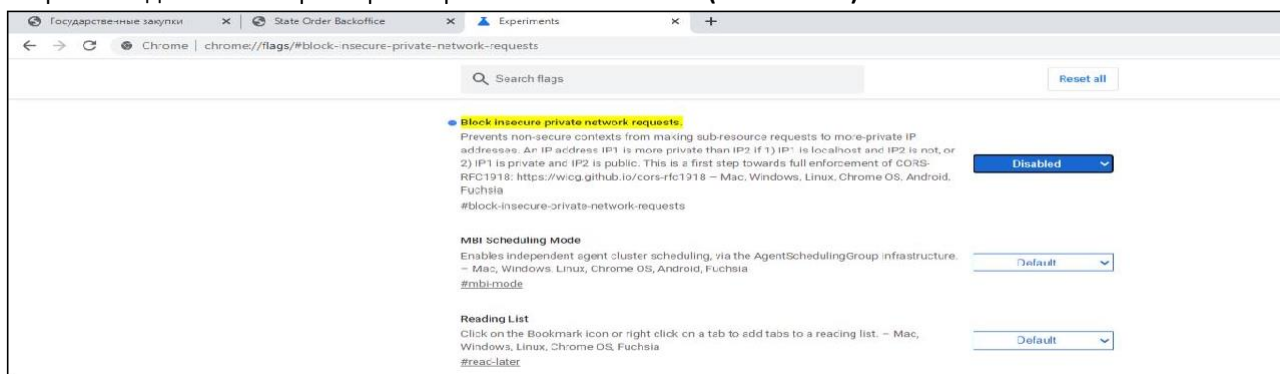 Государственные закупки
State Order Backoffice
Experiments
Chrome | chrome://flags/#block-insecure-private-network-requests
Search flags
Reset all
Block insecure private network requests.
Prevents non-secure contexts from making sub-resource requests to more-private IP
addresses. An IP address IP1 is more private than IP2 if 1) IP1 is localhost and IP2 is not, or
2) IP1 is private and IP2 is public. This is a first step towards full enforcement of CORS-
RFC1918: https://wicg.github.io/cors-rfc1918 – Mac, Windows, Linux, Chrome OS, Android,
Fuchsia
#block-insecure-private-network-requests
Disabled
MBI Scheduling Mode
Enables independent agent cluster scheduling, via the AgentSchedulingGroup infrastructure.
– Mac, Windows, Linux, Chrome OS, Android, Fuchsia
#mbi-mode
Default
Reading List
Click on the Bookmark icon or right click on a tab to add tabs to a reading list. – Mac,
Windows, Linux, Chrome OS, Fuchsia
#read-later
Default